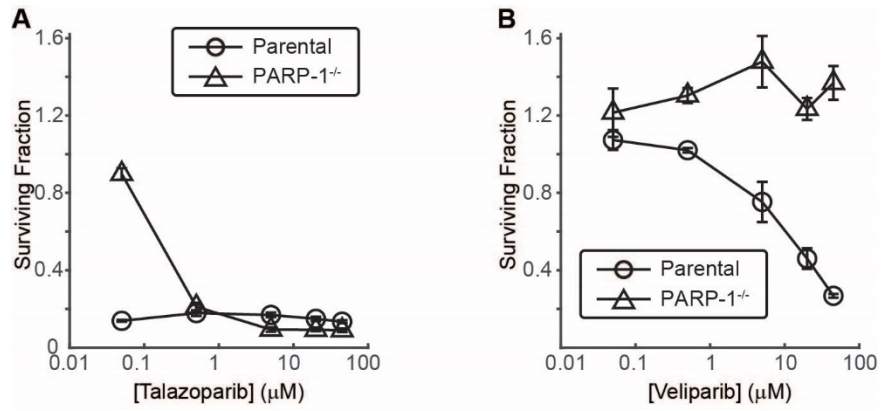 A
1.6
1.2
0.8
0.4
0
Surviving Fraction
Parental
PARP-1⁻/⁻
0.01 0.1 1 10 100
[Talazoparib] (μM)
B
1.6
1.2
0.8
0.4
0
Surviving Fraction
Parental
PARP-1⁻/⁻
0.01 0.1 1 10 100
[Veliparib] (μM)